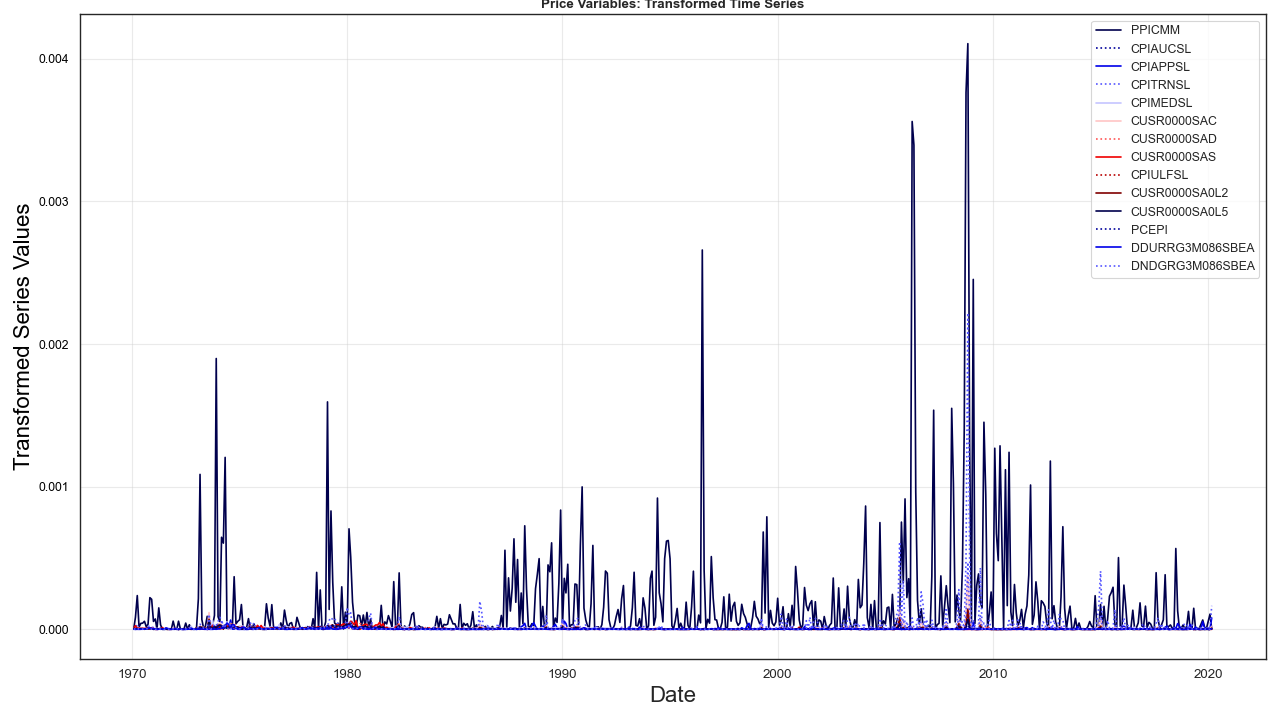 Price Variables: Transformed Time Series
PPICMM
CPIAUCSL
CPIAPPSL
CPITRNSL
CPIMEDSL
CUSR0000SAC
CUSR0000SAD
CUSR0000SAS
CPIULFSL
CUSR0000SA0L2
CUSR0000SA0L5
PCEPI
DDURRG3M086SBEA
DNDGRG3M086SBEA
Transformed Series Values
0.004
0.003
0.002
0.001
0.000
1970 1980 1990 2000 2010 2020
Date